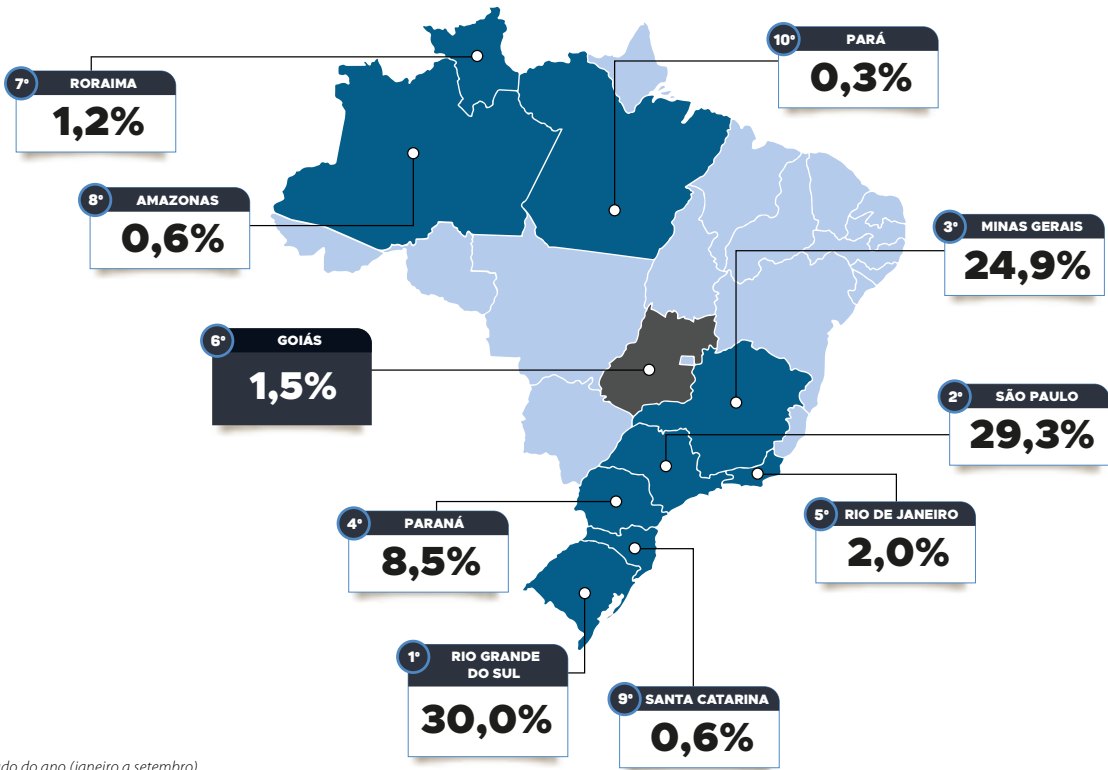 10º
PARÁ
0,3%
7º
RORAIMA
1,2%
8º
AMAZONAS
0,6%
3º
MINAS GERAIS
24,9%
6º
GOIÁS
1,5%
2º
SÃO PAULO
29,3%
4º
PARANÁ
8,5%
5º
RIO DE JANEIRO
2,0%
1º
RIO GRANDE
DO SUL
30,0%
9º
SANTA CATARINA
0,6%
do ano (janeiro a setembro)